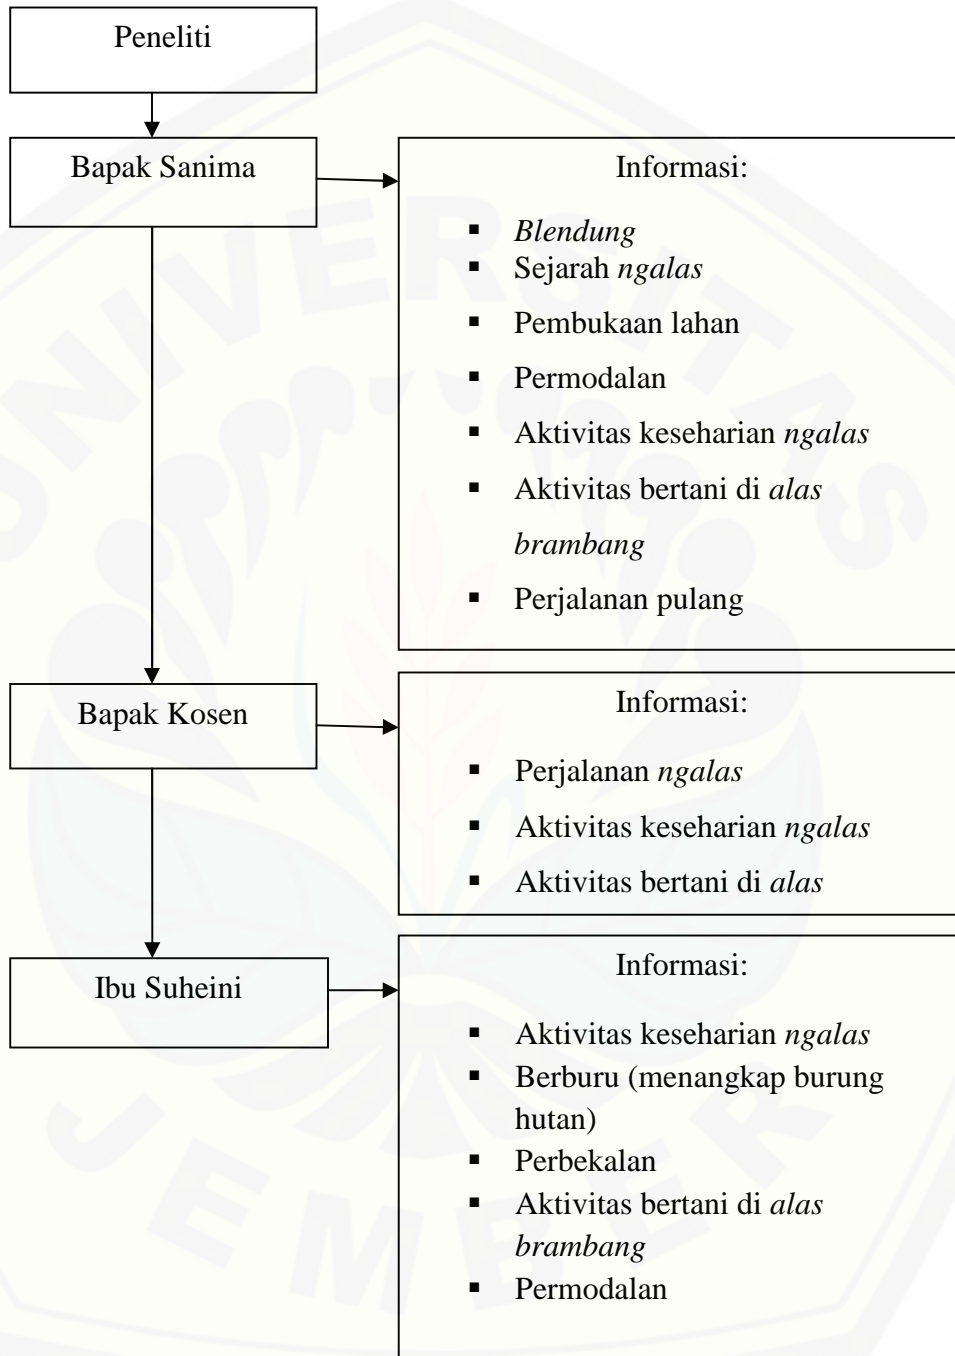 Peneliti
Bapak Sanima
Informasi:
▪ Blendung
▪ Sejarah ngalas
▪ Pembukaan lahan
▪ Permodalan
▪ Aktivitas keseharian ngalas
▪ Aktivitas bertani di alas
brambang
▪ Perjalanan pulang
Bapak Kosen
Informasi:
▪ Perjalanan ngalas
▪ Aktivitas keseharian ngalas
▪ Aktivitas bertani di alas
Ibu Suheini
Informasi:
▪ Aktivitas keseharian ngalas
▪ Berburu (menangkap burung
hutan)
▪ Perbekalan
▪ Aktivitas bertani di alas
brambang
▪ Permodalan
UNIVERSITAS
JEMBER